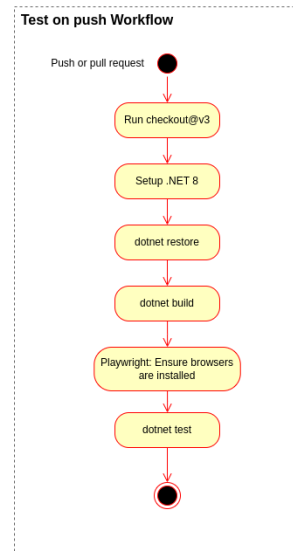 Test on push Workflow
Push or pull request
Run checkout@v3
Setup .NET 8
dotnet restore
dotnet build
Playwright: Ensure browsers
are installed
dotnet test